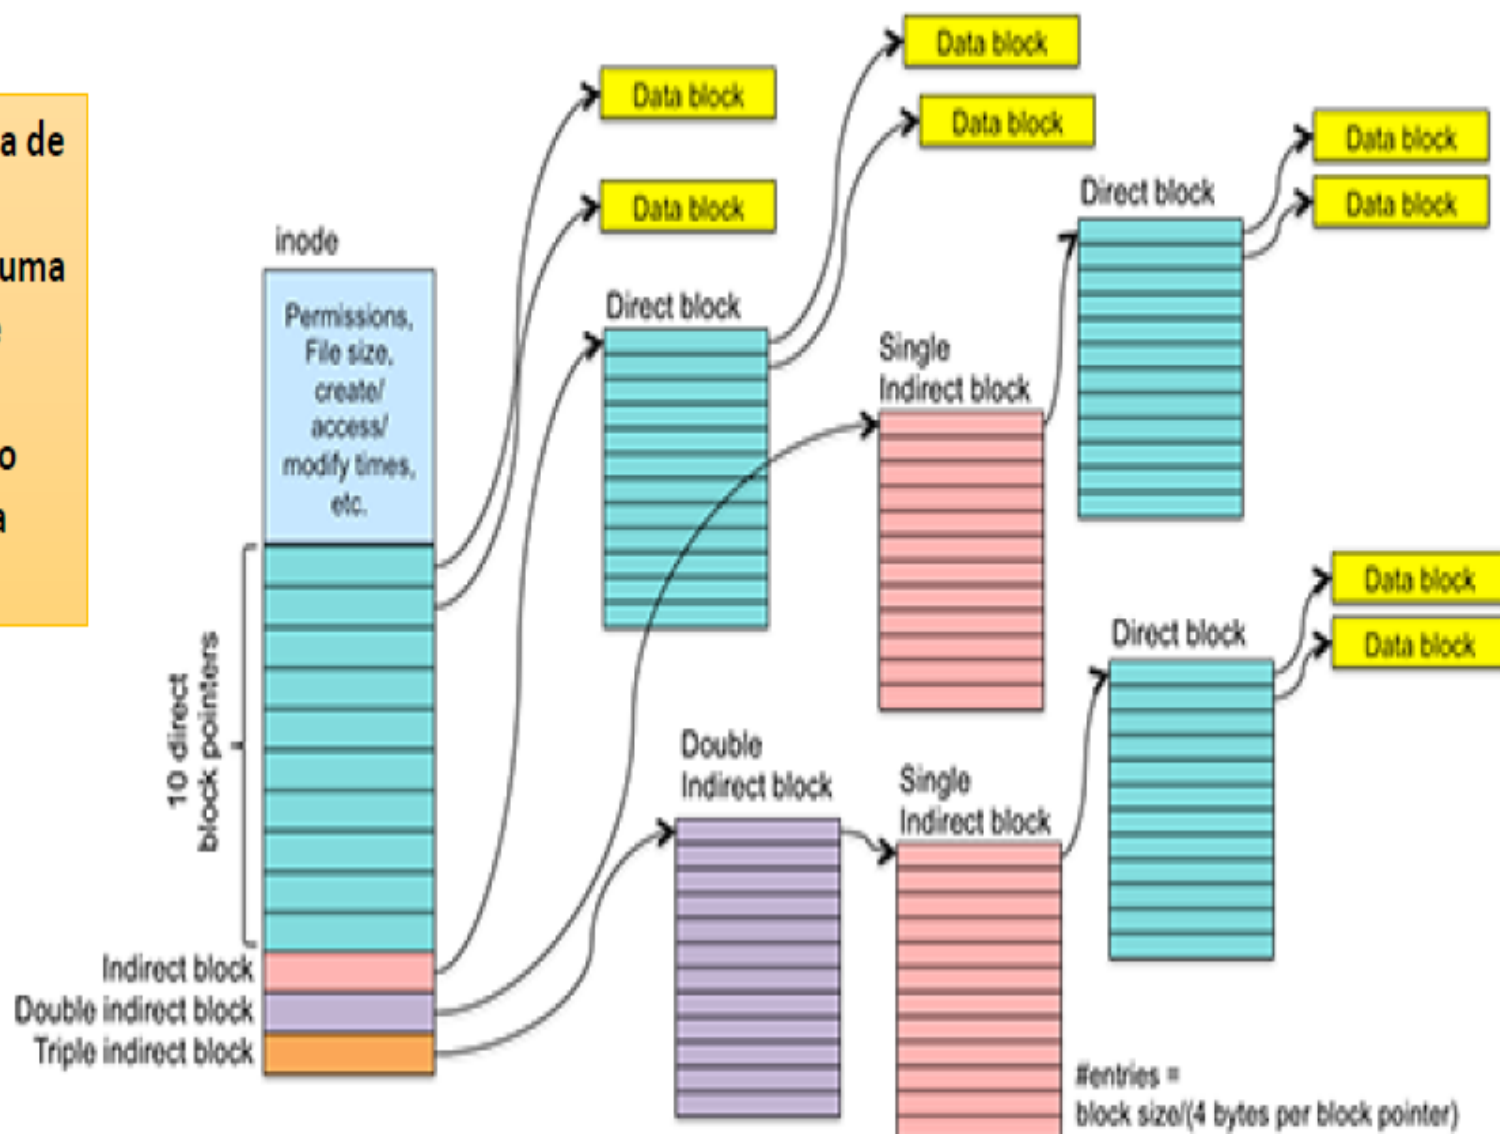 a de
uma
e
o
a
inode
Permissions,
File size,
create/
access/
modify times,
etc.
10 direct
block pointers
Indirect block
Double indirect block
Triple indirect block
Data block
Data block
Direct block
Data block
Data block
Single
Indirect block
Direct block
Data block
Data block
Double
Indirect block
Single
Indirect block
Direct block
Data block
Data block
#entries =
block size/(4 bytes per block pointer)